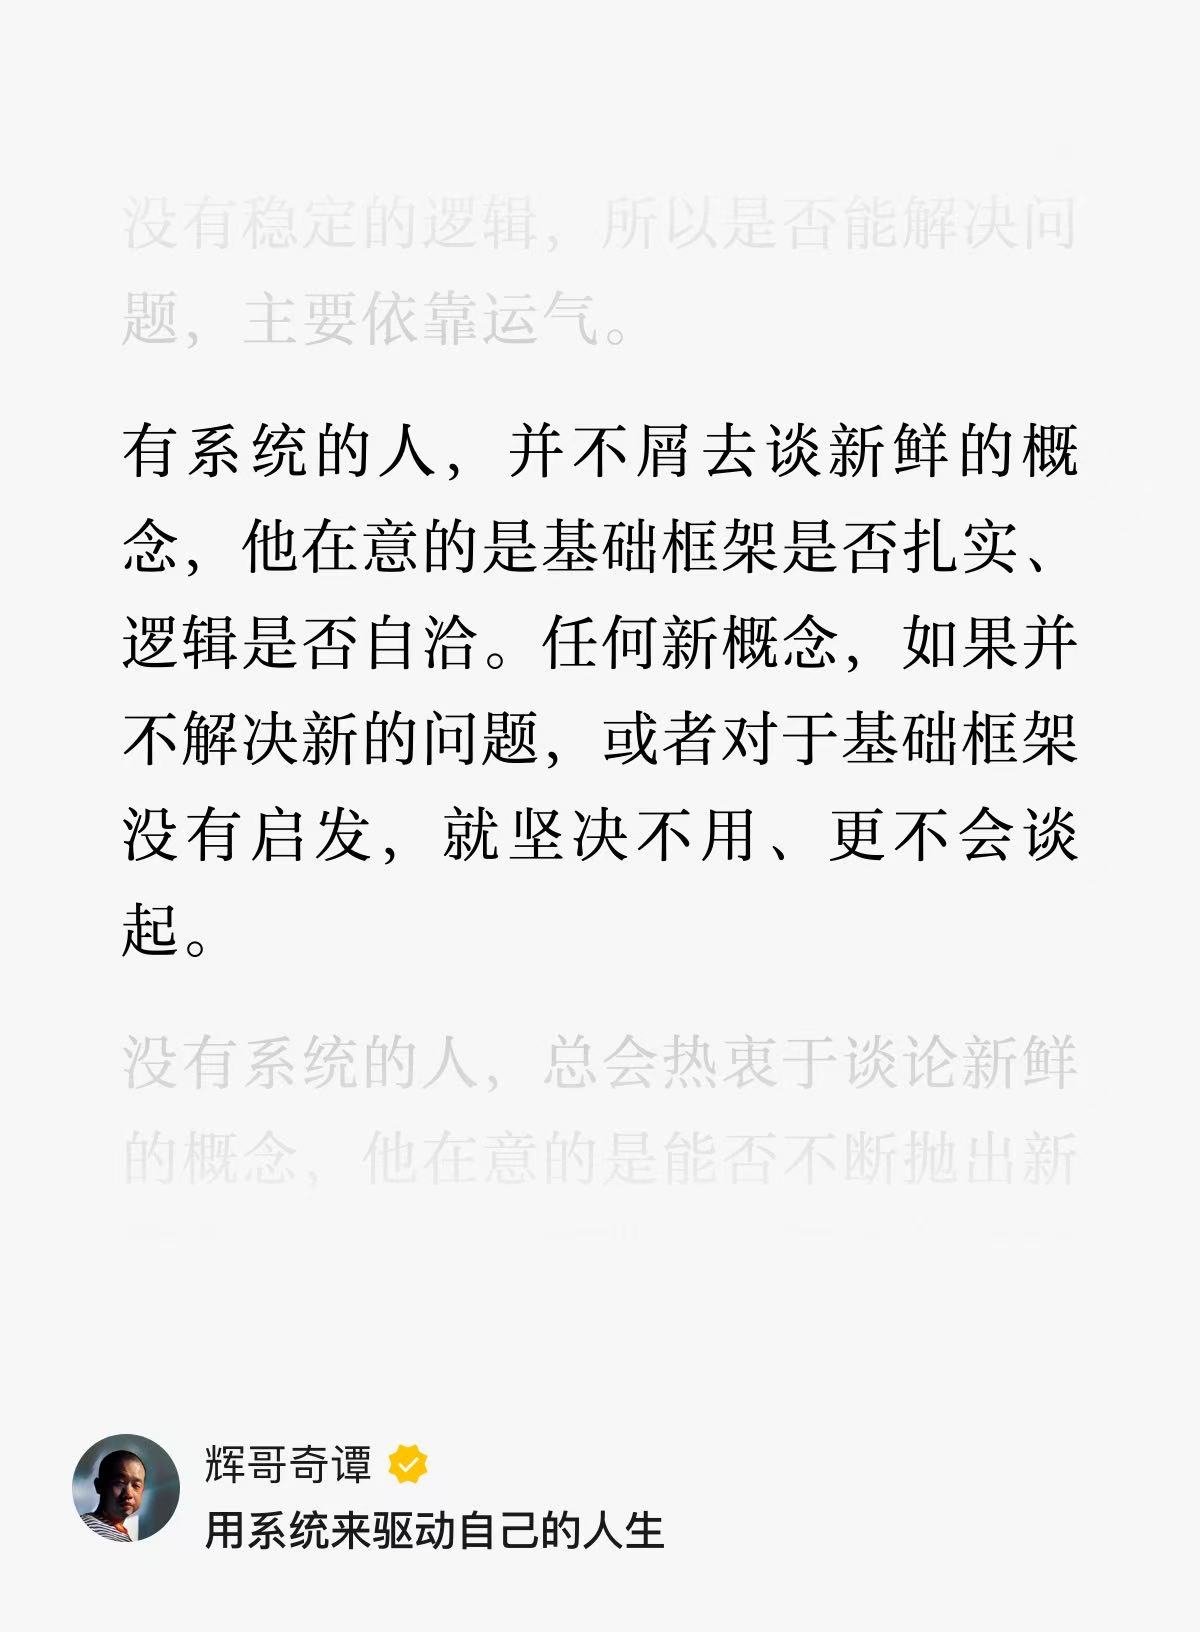 没有稳定的逻辑，所以是否能解决问
题，主要依靠运气。
有系统的人，并不屑去谈新鲜的概
念，他在意的是基础框架是否扎实、
逻辑是否自洽。任何新概念，如果并
不解决新的问题，或者对于基础框架
没有启发，就坚决不用、更不会谈
起。
没有系统的人，总会热衷于谈论新鲜
的概念，他在意的是能否不断抛出新
辉哥奇谭
用系统来驱动自己的人生